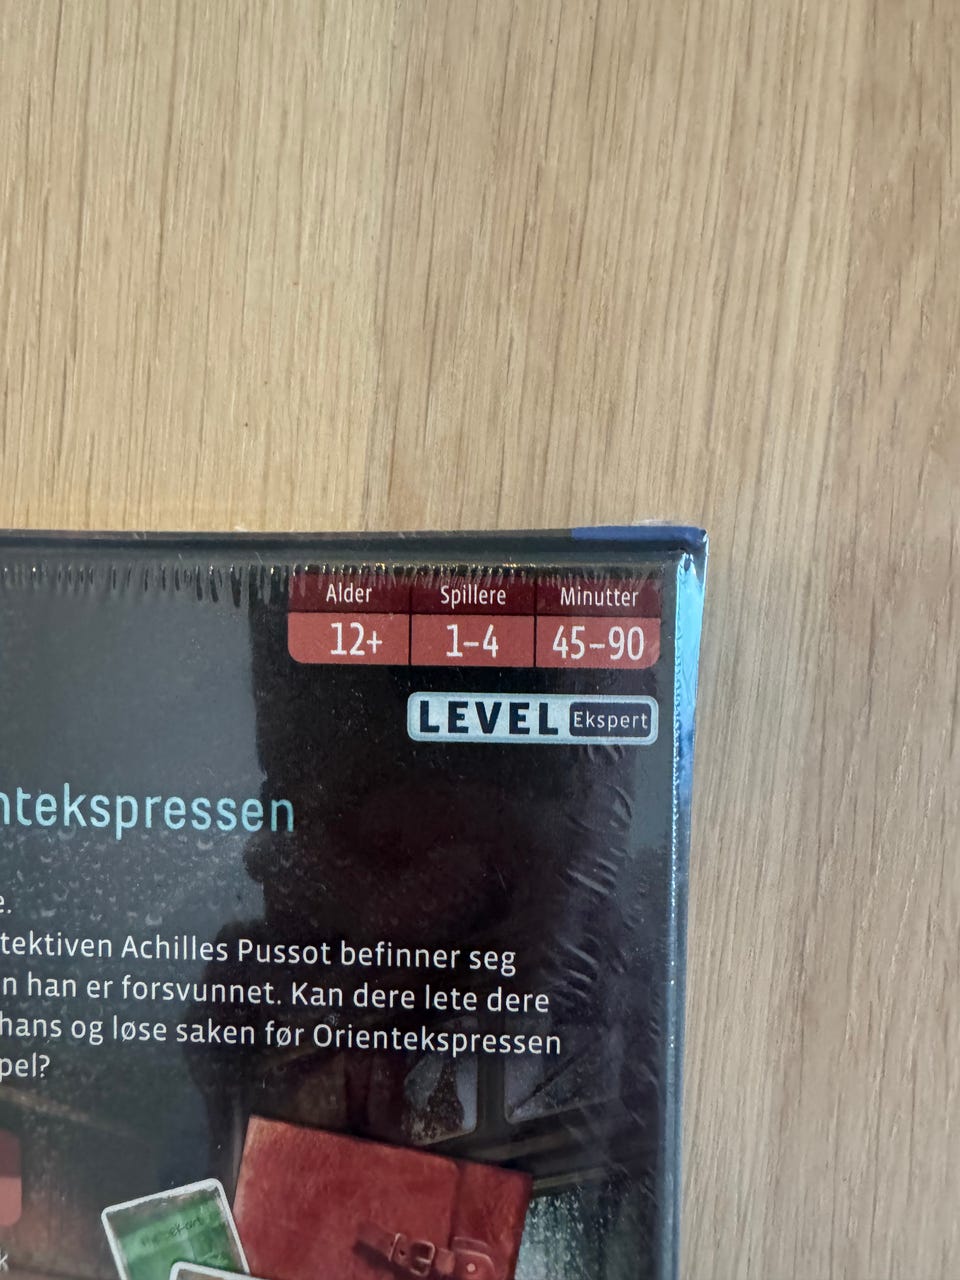 Alder Spillere Minutter
12+ 1–4 45–90
LEVEL Ekspert
ntekspressen
e.
tektiven Achilles Pussot befinner seg
n han er forsvunnet. Kan dere lete dere
hans og løse saken før Orientekspressen
pel?
k